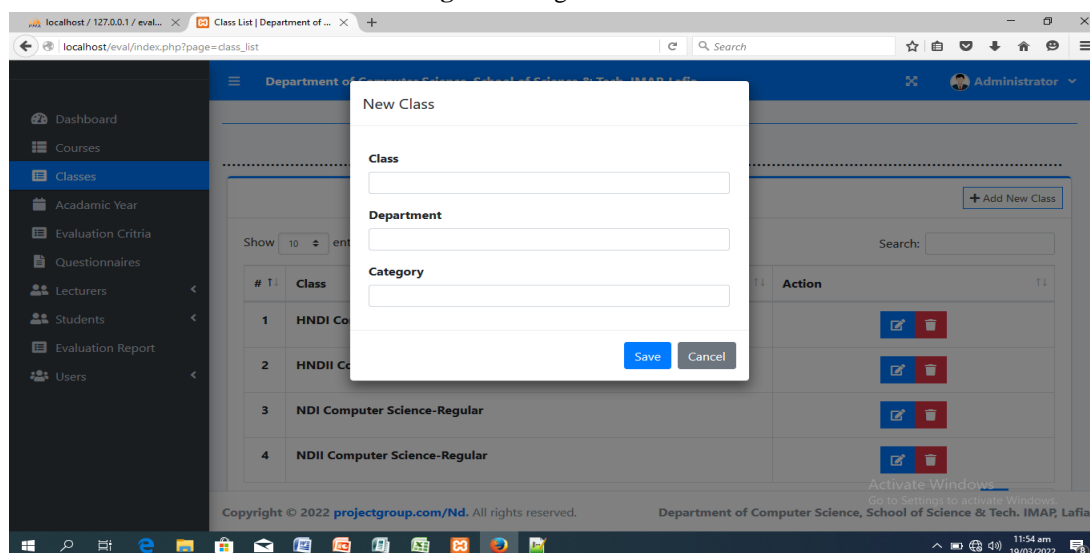 localhost / 127.0.0.1 / eval...
Class List | Department of ...
localhost/eval/index.php?page=class_list
Search
Department of Computer Science, School of Science & Tech. IMAP, Lafia
Administrator
New Class
Dashboard
Courses
Classes
Acadamic Year
Evaluation Critria
Questionnaires
Lecturers
Students
Evaluation Report
Users
Class
Department
Category
Save
Cancel
+ Add New Class
Show 10 ent
Search:
# Class Action
1 HNDI Co
2 HNDII Co
3 NDI Computer Science-Regular
4 NDII Computer Science-Regular
Activate Windows
Go to Settings to activate Windows.
Copyright © 2022 projectgroup.com/Nd. All rights reserved.
Department of Computer Science, School of Science & Tech. IMAP, Lafia
11:54 am
19/03/2022